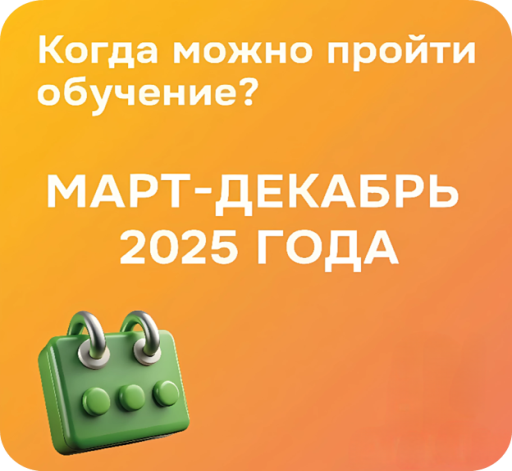 Когда можно пройти
обучение?
МАРТ-ДЕКАБРЬ
2025 ГОДА